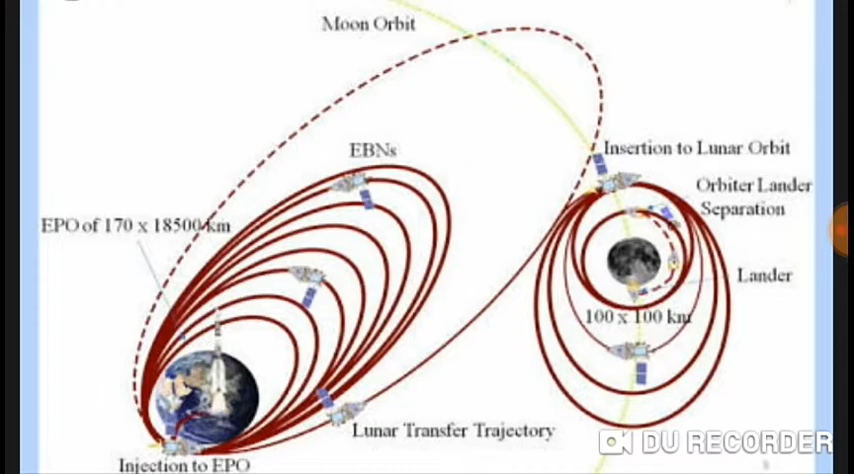 Moon Orbit
EBNs
Insertion to Lunar Orbit
Orbiter Lander
Separation
EPO of 170 x 18500 km
Lander
100 x 100 km
Lunar Transfer Trajectory
DU RECORDER
Injection to EPO